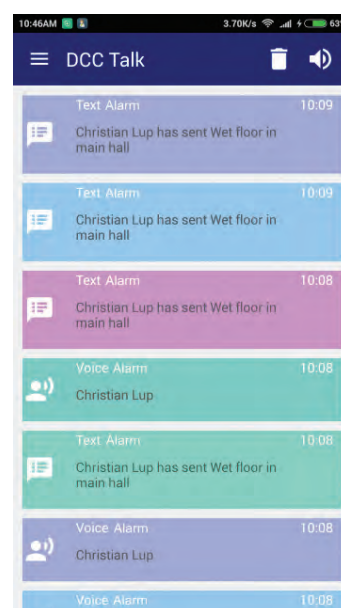 10:46AM 3.70K/s 63
DCC Talk
Text Alarm 10:09
Christian Lup has sent Wet floor in
main hall
Text Alarm 10:09
Christian Lup has sent Wet floor in
main hall
Text Alarm 10:08
Christian Lup has sent Wet floor in
main hall
Voice Alarm 10:08
Christian Lup
Text Alarm 10:08
Christian Lup has sent Wet floor in
main hall
Voice Alarm 10:08
Christian Lup
Voice Alarm 10:08